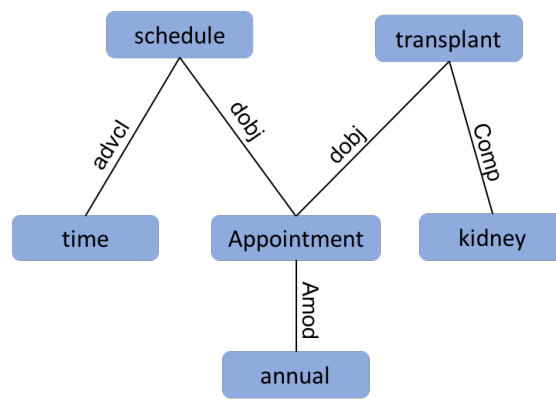 schedule
transplant
advcl
dobj
dobj
Comp
time
Appointment
kidney
Amod
annual